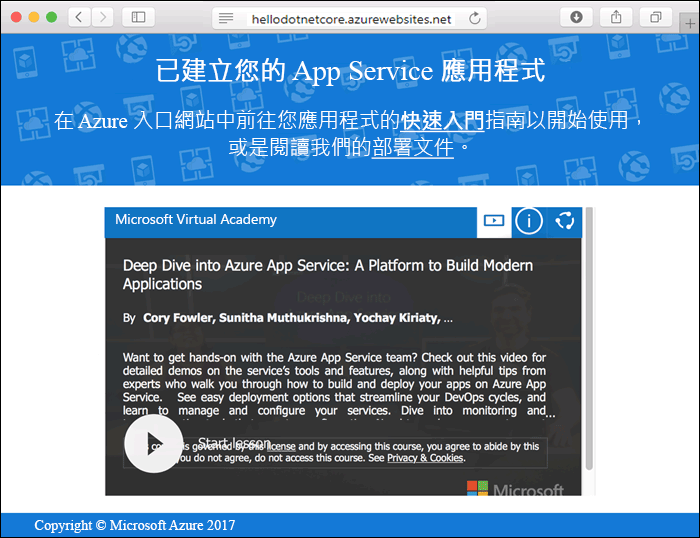 hellodotnetcore.azurewebsites.net
已建立您的 App Service 應用程式
在 Azure 入口網站中前往您應用程式的快速入門指南以開始使用，
或是閱讀我們的部署文件。
Microsoft Virtual Academy
Deep Dive into Azure App Service: A Platform to Build Modern
Applications
By Cory Fowler, Sunitha Muthukrishna, Yochay Kiriaty, ...
Want to get hands-on with the Azure App Service team? Check out this video for
detailed demos on the service's tools and features, along with helpful tips from
experts who walk you through how to build and deploy your apps on Azure App
Service. See easy deployment options that streamline your DevOps cycles, and
learn to manage and configure your services. Dive into monitoring and
...
Start lesson
is governed by this license and by accessing this course, you agree to abide by this
you do not agree, do not access this course. See Privacy & Cookies.
Microsoft
Copyright © Microsoft Azure 2017